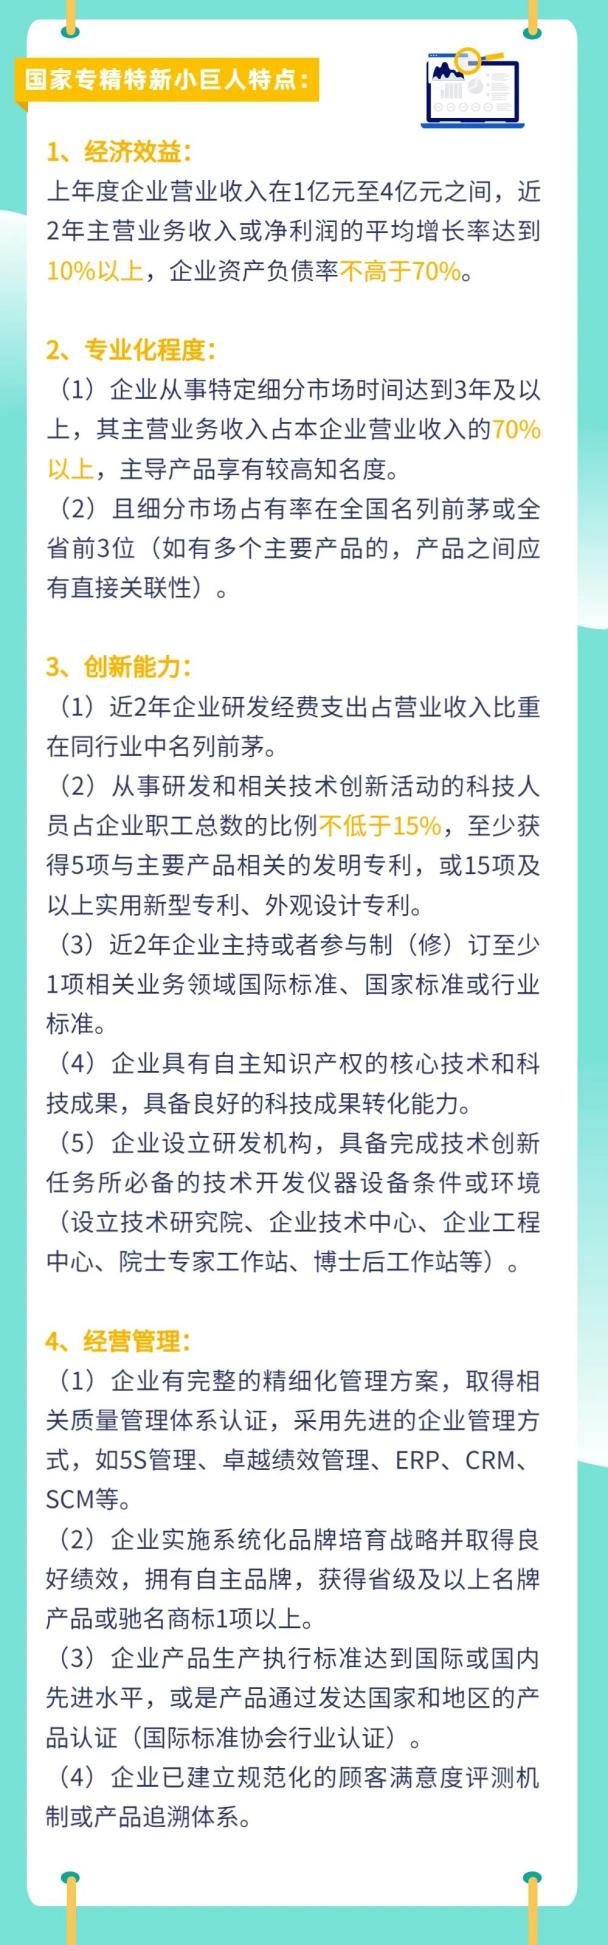 国家专精特新小巨人特点：
1、经济效益：
上年度企业营业收入在1亿元至4亿元之间，近
2年主营业务收入或净利润的平均增长率达到
10%以上，企业资产负债率不高于70%。
2、专业化程度：
（1）企业从事特定细分市场时间达到3年及以
上，其主营业务收入占本企业营业收入的70%
以上，主导产品享有较高知名度。
（2）且细分市场占有率在全国名列前茅或全
省前3位（如有多个主要产品的，产品之间应
有直接关联性）。
3、创新能力：
（1）近2年企业研发经费支出占营业收入比重
在同行业中名列前茅。
（2）从事研发和相关技术创新活动的科技人
员占企业职工总数的比例不低于15%，至少获
得5项与主要产品相关的发明专利，或15项及
以上实用新型专利、外观设计专利。
（3）近2年企业主持或者参与制（修）订至少
1项相关业务领域国际标准、国家标准或行业
标准。
（4）企业具有自主知识产权的核心技术和科
技成果，具备良好的科技成果转化能力。
（5）企业设立研发机构，具备完成技术创新
任务所必备的技术开发仪器设备条件或环境
（设立技术研究院、企业技术中心、企业工程
中心、院士专家工作站、博士后工作站等）。
4、经营管理：
（1）企业有完整的精细化管理方案，取得相
关质量管理体系认证，采用先进的企业管理方
式，如5S管理、卓越绩效管理、ERP、CRM、
SCM等。
（2）企业实施系统化品牌培育战略并取得良
好绩效，拥有自主品牌，获得省级及以上名牌
产品或驰名商标1项以上。
（3）企业产品生产执行标准达到国际或国内
先进水平，或是产品通过发达国家和地区的产
品认证（国际标准协会行业认证）。
（4）企业已建立规范化的顾客满意度评测机
制或产品追溯体系。